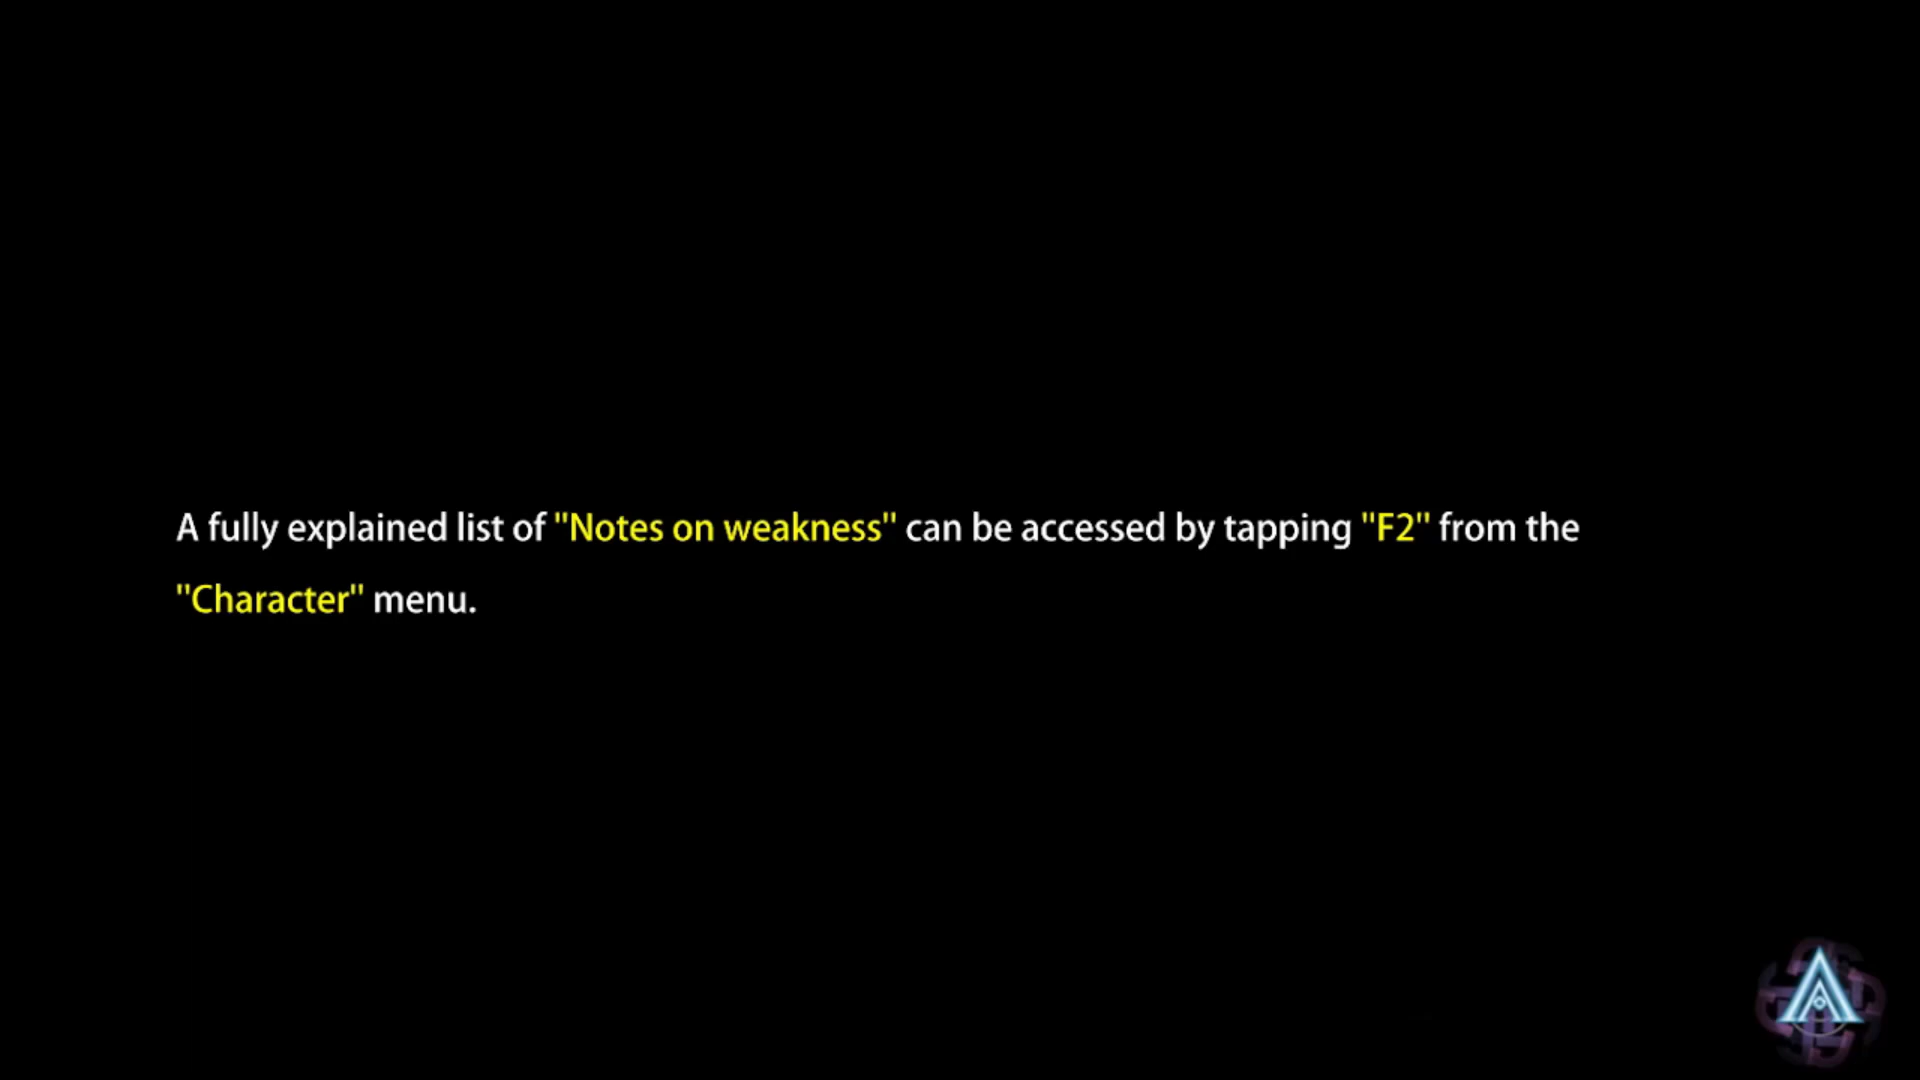 A fully explained list of "Notes on weakness" can be accessed by tapping "F2" from the
"Character" menu.